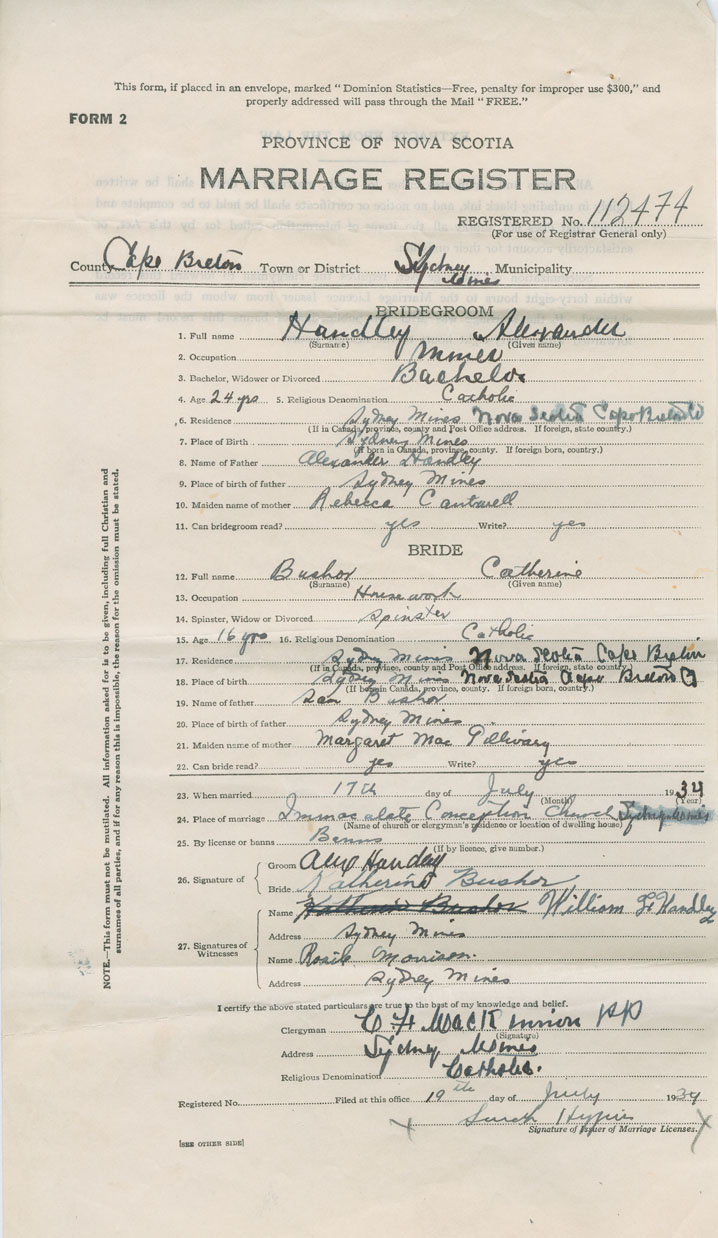 This form, if placed in an envelope, marked "Dominion Statistics—Free, penalty for improper use $300," and
properly addressed will pass through the Mail "FREE."
FORM 2
PROVINCE OF NOVA SCOTIA
MARRIAGE REGISTER
REGISTERED No. 112474
(For use of Registrar General only)
County Cape Breton Town or District Sydney Mines Municipality
BRIDEGROOM
1. Full name Handley Alexander
(Surname) (Given name)
2. Occupation Miner
3. Bachelor, Widower or Divorced Bachelor
4. Age 24 yrs 5. Religious Denomination Catholic
6. Residence Sydney Mines Nova Scotia Cape Breton Co
(If in Canada, province, county and Post Office address. If foreign, state country.)
7. Place of Birth Sydney Mines
(If born in Canada, province, county. If foreign born, country.)
8. Name of Father Alexander Handley
9. Place of birth of father Sydney Mines
10. Maiden name of mother Rebecca Cantwell
11. Can bridegroom read? yes Write? yes
BRIDE
12. Full name Bushor Catherine
(Surname) (Given name)
13. Occupation Housework
14. Spinster, Widow or Divorced Spinster
15. Age 16 yrs 16. Religious Denomination Catholic
17. Residence Sydney Mines Nova Scotia Cape Breton
(If in Canada, province, county and Post Office address. If foreign, state country.)
18. Place of birth Sydney Mines Nova Scotia Cape Breton Co
(If born in Canada, province, county. If foreign born, country.)
19. Name of father Bushor
20. Place of birth of father Sydney Mines
21. Maiden name of mother Margaret Mac
22. Can bride read? yes Write? yes
23. When married 17th day of July 1934
(Month) (Year)
24. Place of marriage Immaculate Conception Church Sydney Mines
(Name of church or clergyman's residence or location of dwelling house)
25. By license or banns Banns
(If by licence, give number.)
26. Signature of Groom Alex Handley
Bride Katherine Bushor
27. Signatures of Witnesses
Name Katherine Bushor William Handley
Address Sydney Mines
Name Rosie Morrison
Address Sydney Mines
I certify the above stated particulars are true to the best of my knowledge and belief.
Clergyman C H MacKinnon PP
(Signature)
Address Sydney Mines
Religious Denomination Catholic.
Registered No. Filed at this office 19th day of July 1934
Signature of Issuer of Marriage Licenses.
[SEE OTHER SIDE]
NOTE.—This form must not be mutilated. All information asked for is to be given, including full Christian and
surnames of all parties, and if for any reason this is impossible, the reason for the omission must be stated.